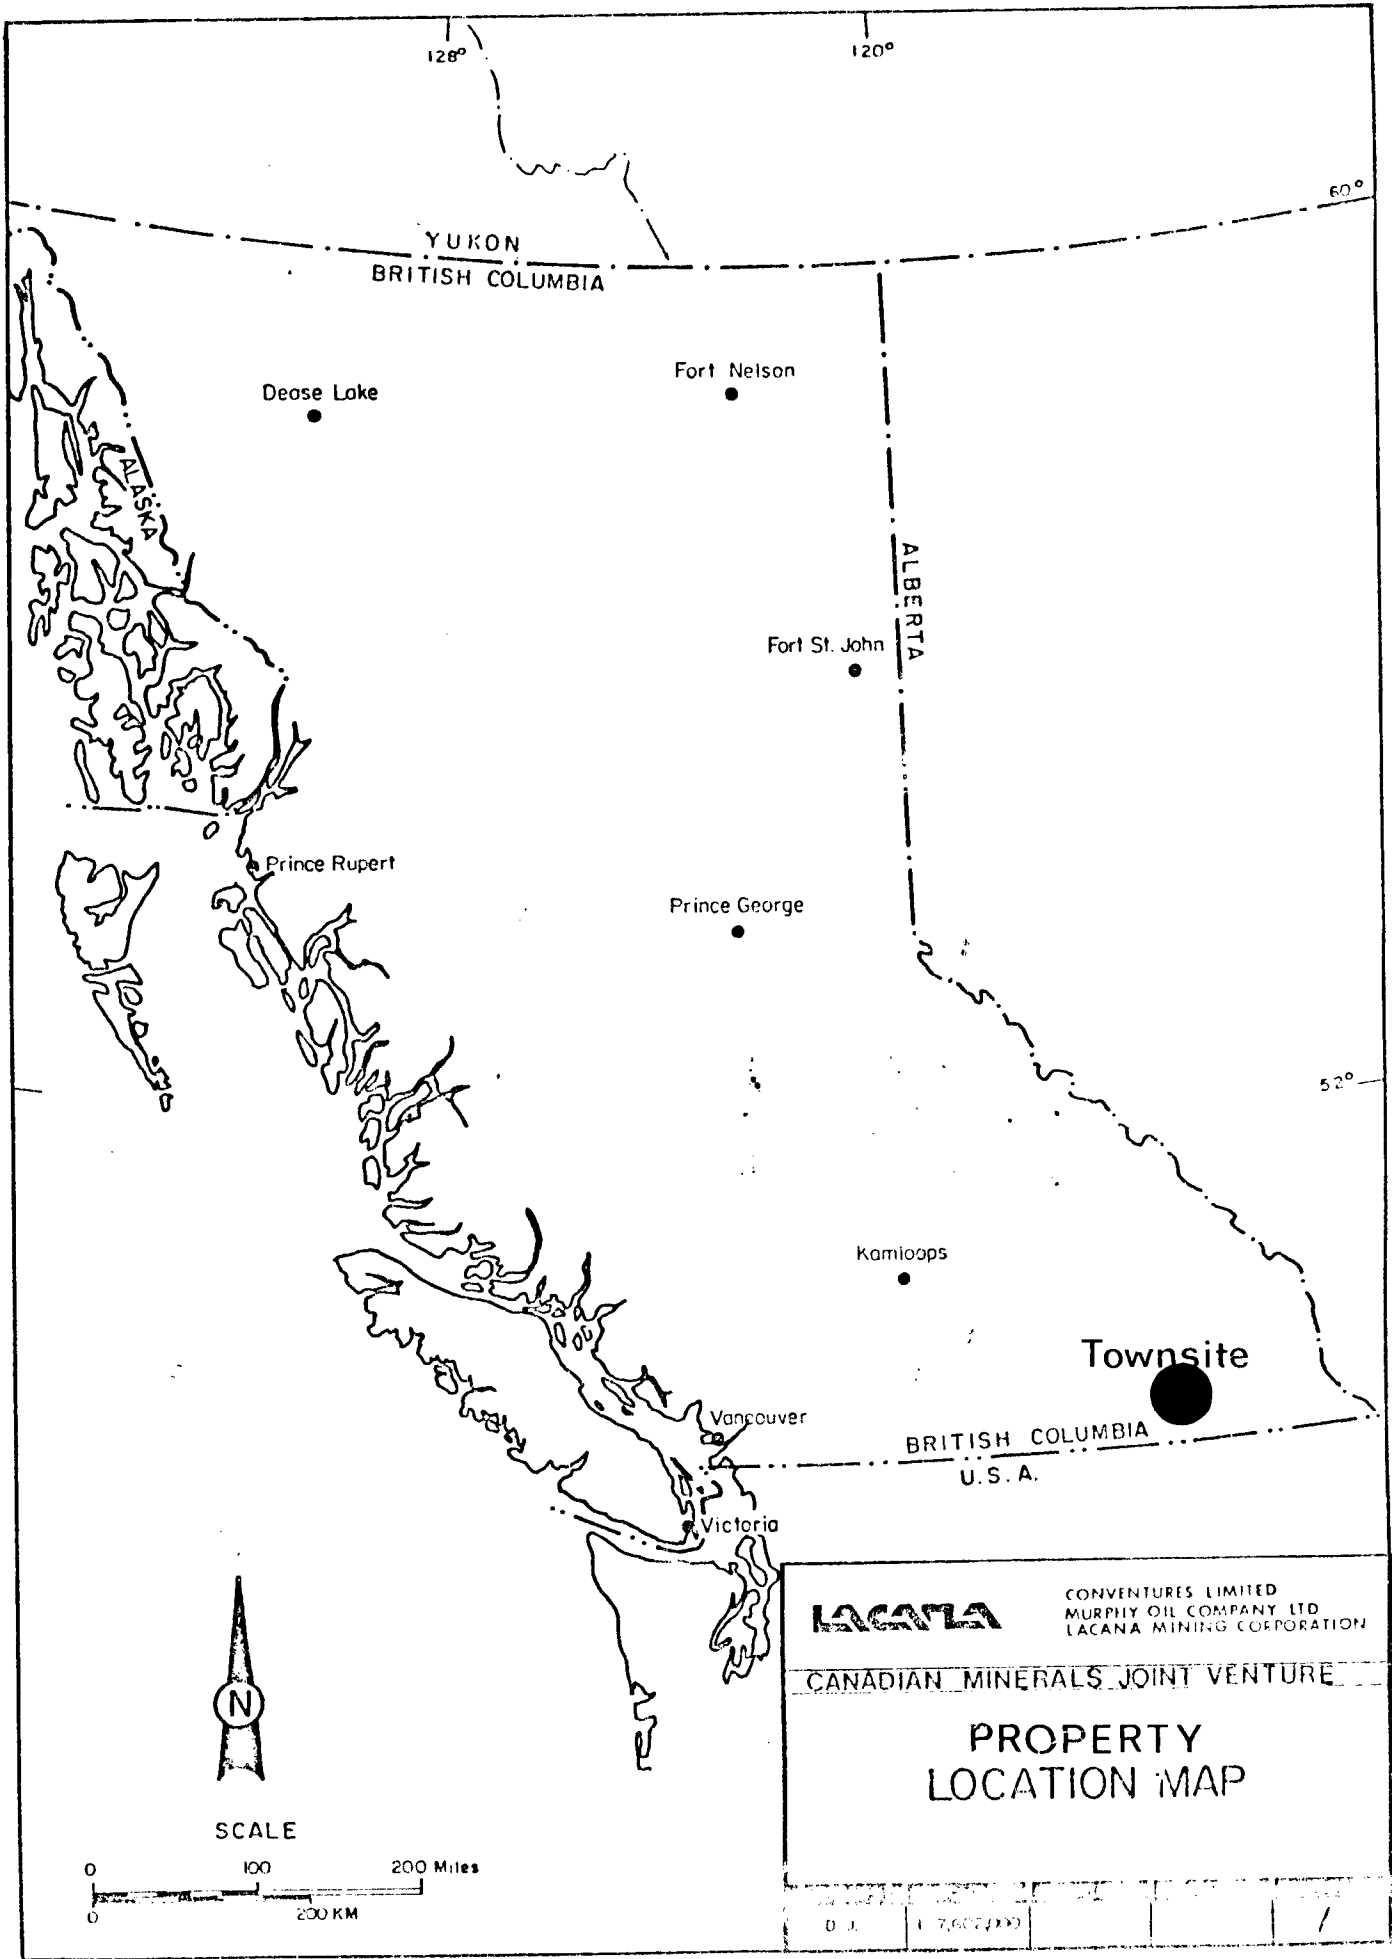 128°
120°
60°
YUKON
BRITISH COLUMBIA
Fort Nelson
Dease Lake
ALASKA
ALBERTA
Fort St. John
Prince Rupert
Prince George
52°
Kamloops
Townsite
Vancouver
BRITISH COLUMBIA
U.S.A.
Victoria
LACANA
CONVENTURES LIMITED
MURPHY OIL COMPANY LTD
LACANA MINING CORPORATION
CANADIAN MINERALS JOINT VENTURE
PROPERTY
LOCATION MAP
N
SCALE
0 100 200 Miles
0 200 KM
D. J.
1